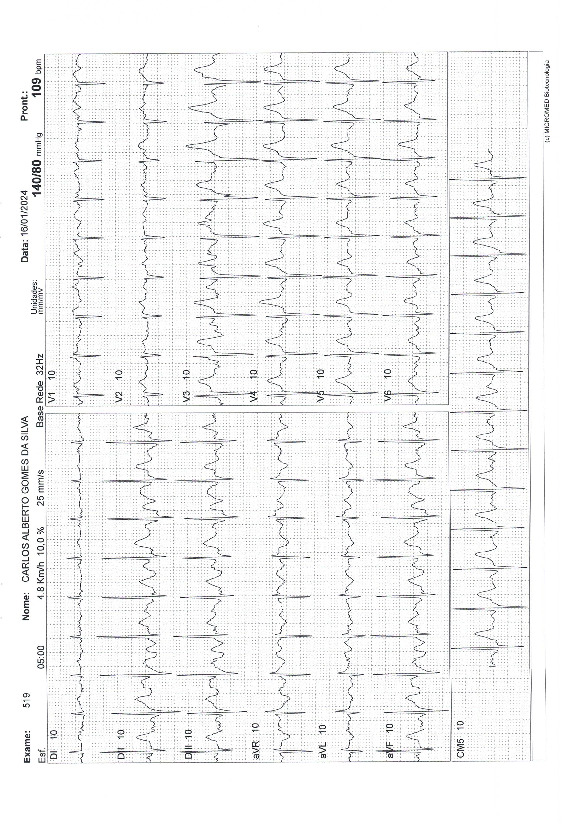 Exame: 519 Nome: CARLOS ALBERTO GOMES DA SILVA Data: 16/01/2024 Pront.:
Esf. 05:00 4.8 Km/h 10,0 % 25 mm/s Base Rede 32Hz Unidades: mm/mV 140/80 mmHg 109 bpm
DI 10
DII 10
DIII 10
aVR 10
aVL 10
aVF 10
V1 10
V2 10
V3 10
V4 10
V5 10
V6 10
CM5 10
(c) MICROMED Biotecnologia